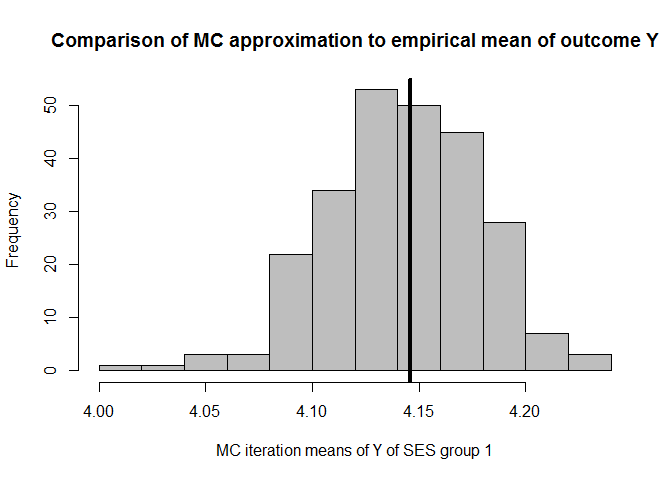 Comparison of MC approximation to empirical mean of outcome Y
Frequency
50
40
30
20
10
0
4.00 4.05 4.10 4.15 4.20
MC iteration means of Y of SES group 1